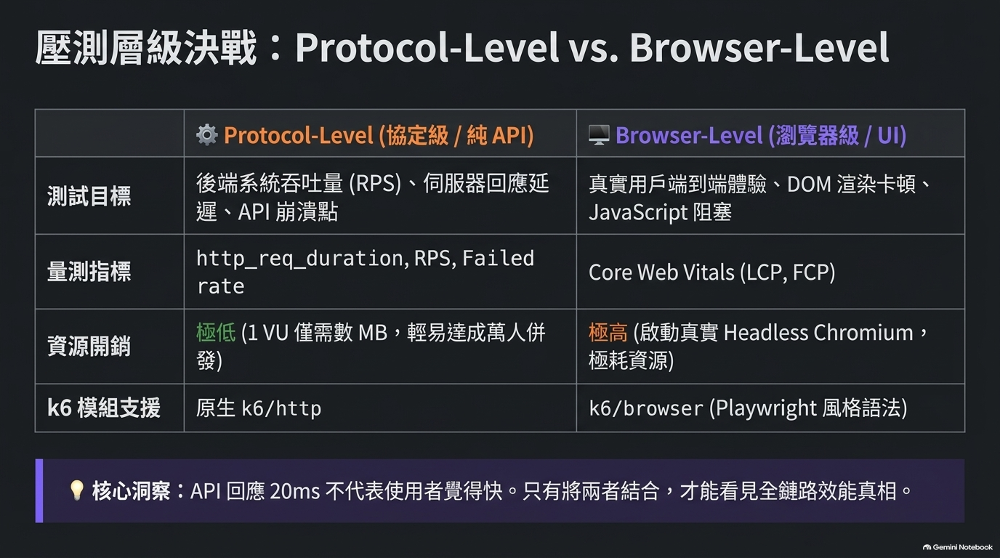 壓測層級決戰：Protocol-Level vs. Browser-Level
⚙️ Protocol-Level (協定級 / 純 API)
🖥️ Browser-Level (瀏覽器級 / UI)
測試目標
後端系統吞吐量 (RPS)、伺服器回應延
遲、API 崩潰點
真實用戶端到端體驗、DOM 渲染卡頓、
JavaScript 阻塞
量測指標
http_req_duration, RPS, Failed
rate
Core Web Vitals (LCP, FCP)
資源開銷
極低 (1 VU 僅需數 MB，輕易達成萬人併
發)
極高 (啟動真實 Headless Chromium，
極耗資源)
k6 模組支援
原生 k6/http
k6/browser (Playwright 風格語法)
💡 核心洞察：API 回應 20ms 不代表使用者覺得快。只有將兩者結合，才能看見全鏈路效能真相。
Gemini Notebook